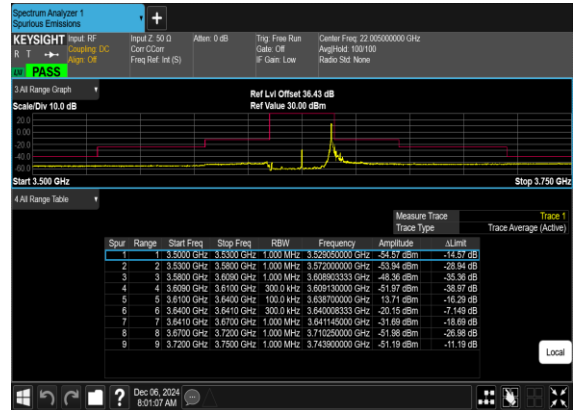 Spectrum Analyzer 1
Spurious Emissions
+
KEYSIGHT Input: RF Input Z: 50 Ω Atten: 0 dB Trig: Free Run Center Freq: 22.005000000 GHz
R T Coupling: DC Corr CCorr Gate: Off Avg|Hold: 100/100
Align: Off Freq Ref: Int (S) IF Gain: Low Radio Std: None
LW PASS
3 All Range Graph Ref Lvl Offset 36.43 dB
Scale/Div 10.0 dB Ref Value 30.00 dBm
20.0
0.00
-20.0
-40.0
-60.0
Start 3.500 GHz Stop 3.750 GHz
4 All Range Table
Measure Trace Trace 1
Trace Type Trace Average (Active)
Spur Range Start Freq Stop Freq RBW Frequency Amplitude ΔLimit
1 1 3.5000 GHz 3.5300 GHz 1.000 MHz 3.529050000 GHz -54.57 dBm -14.57 dB
2 2 3.5300 GHz 3.5800 GHz 1.000 MHz 3.572000000 GHz -53.94 dBm -28.94 dB
3 3 3.5800 GHz 3.6090 GHz 1.000 MHz 3.608903333 GHz -48.36 dBm -35.36 dB
4 4 3.6090 GHz 3.6100 GHz 300.0 kHz 3.609130000 GHz -51.97 dBm -38.97 dB
5 5 3.6100 GHz 3.6400 GHz 100.0 kHz 3.638700000 GHz 13.71 dBm -16.29 dB
6 6 3.6400 GHz 3.6410 GHz 300.0 kHz 3.640008333 GHz -20.15 dBm -7.149 dB
7 7 3.6410 GHz 3.6700 GHz 1.000 MHz 3.641145000 GHz -31.69 dBm -18.69 dB
8 8 3.6700 GHz 3.7200 GHz 1.000 MHz 3.710250000 GHz -51.98 dBm -26.98 dB
9 9 3.7200 GHz 3.7500 GHz 1.000 MHz 3.743900000 GHz -51.19 dBm -11.19 dB
Local
? Dec 06, 2024
8:01:07 AM